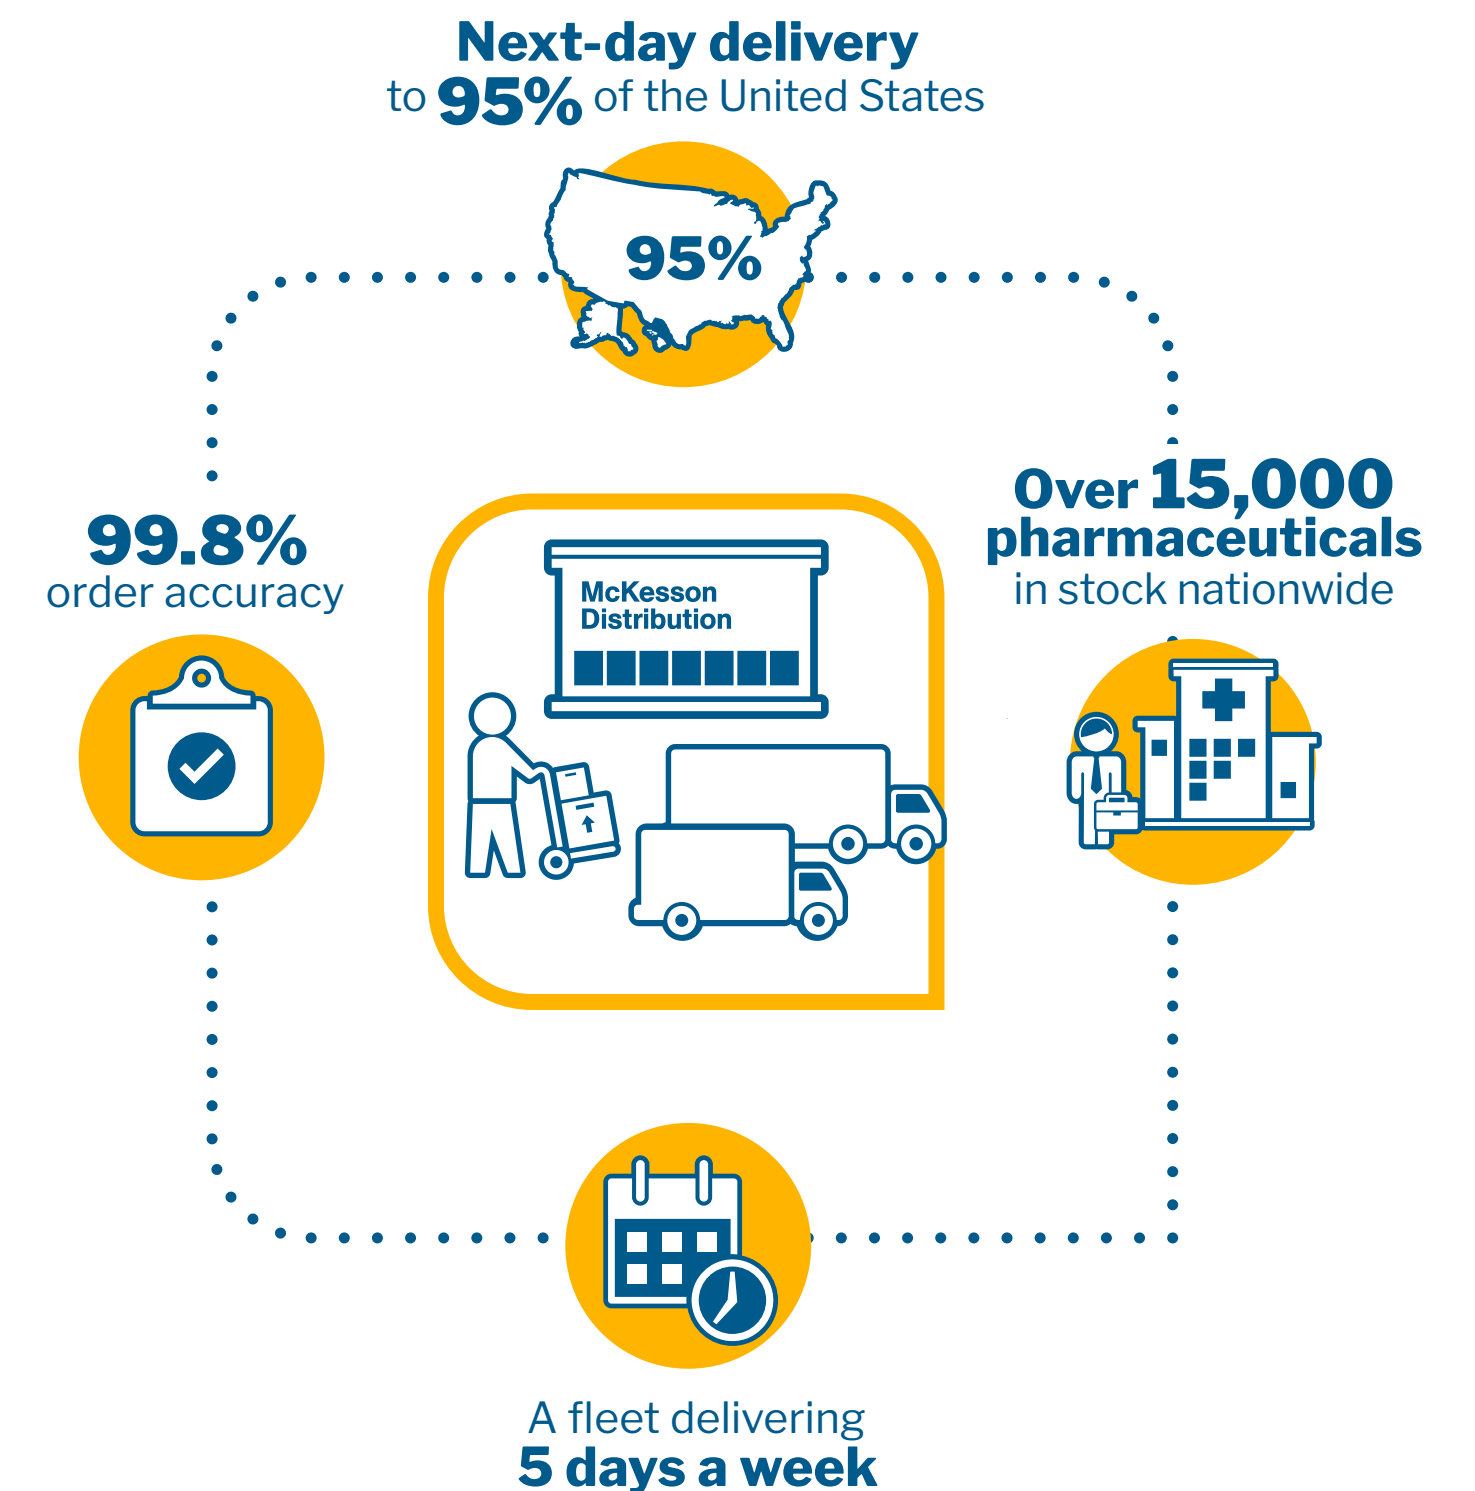 Next-day delivery
to 95% of the United States
95%
99.8%
order accuracy
McKesson
Distribution
Over 15,000
pharmaceuticals
in stock nationwide
A fleet delivering
5 days a week